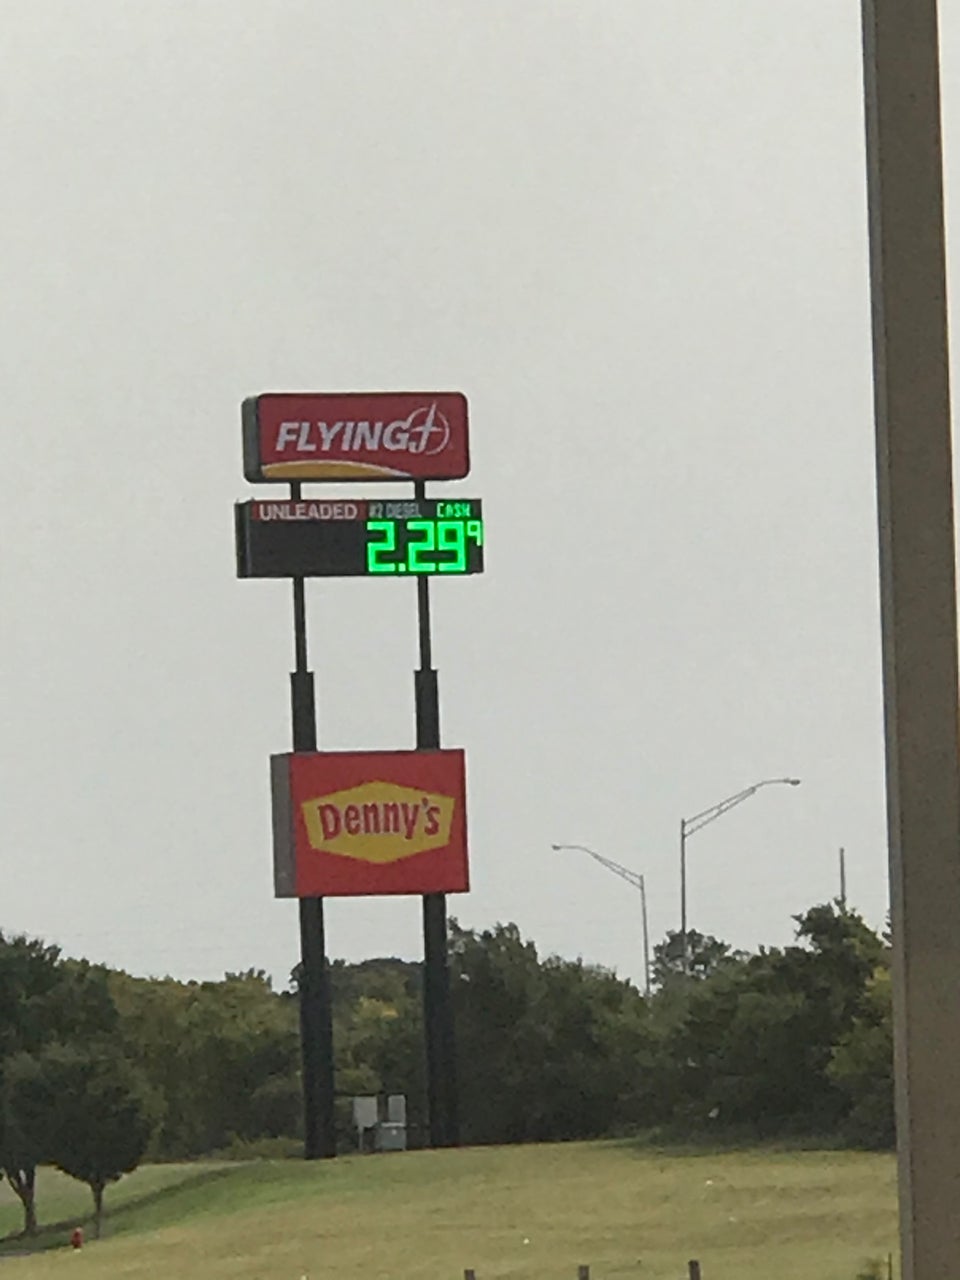 FLYING J
UNLEADED #2 DIESEL CASH
2.29⁹
Denny's